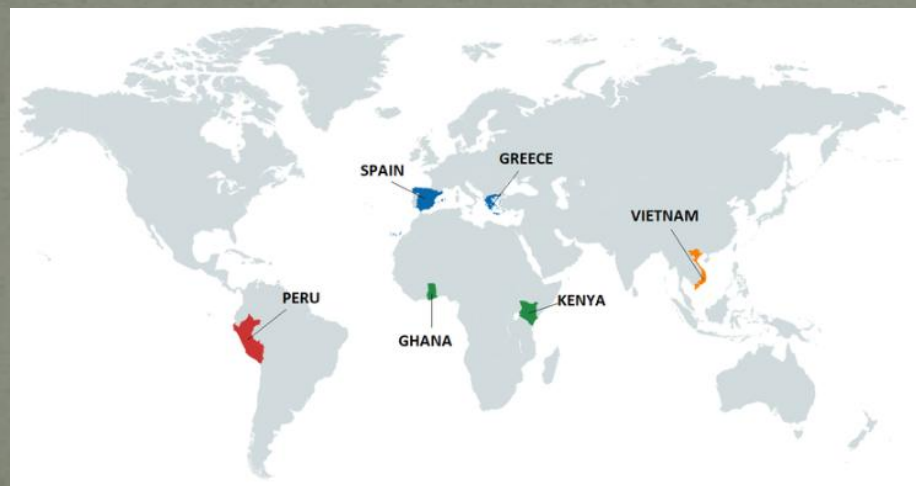 GREECE
SPAIN
VIETNAM
PERU
KENYA
GHANA